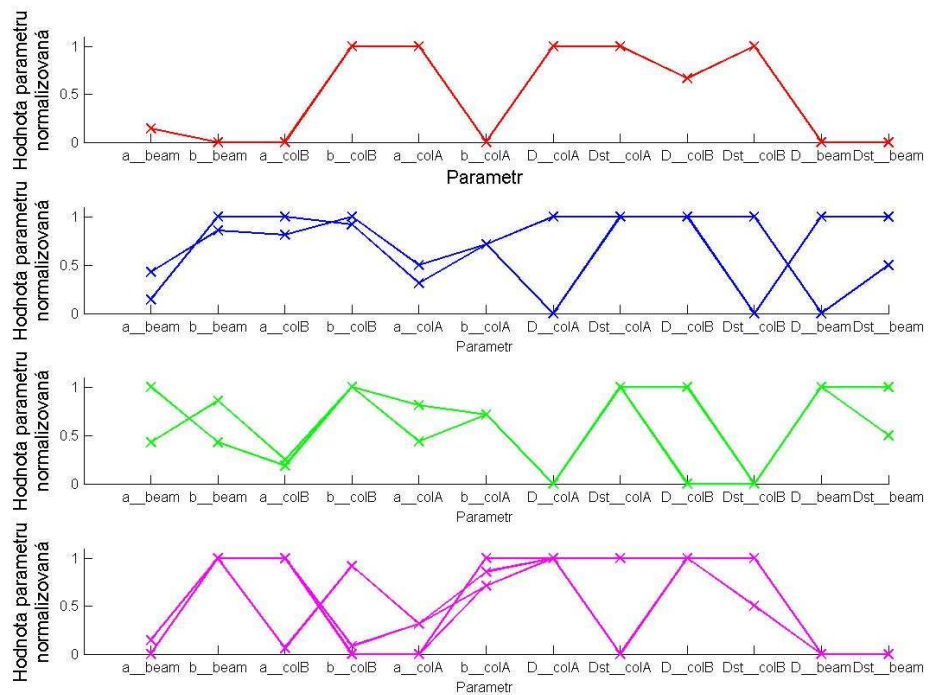 Hodnota parametru
normalizovaná
1
0.5
0
a__beam b__beam a__colB b__colB a__colA b__colA D__colA Dst__colA D__colB Dst__colB D__beam Dst__beam
Parametr
Hodnota parametru
normalizovaná
1
0.5
0
a__beam b__beam a__colB b__colB a__colA b__colA D__colA Dst__colA D__colB Dst__colB D__beam Dst__beam
Parametr
Hodnota parametru
normalizovaná
1
0.5
0
a__beam b__beam a__colB b__colB a__colA b__colA D__colA Dst__colA D__colB Dst__colB D__beam Dst__beam
Parametr
Hodnota parametru
normalizovaná
1
0.5
0
a__beam b__beam a__colB b__colB a__colA b__colA D__colA Dst__colA D__colB Dst__colB D__beam Dst__beam
Parametr